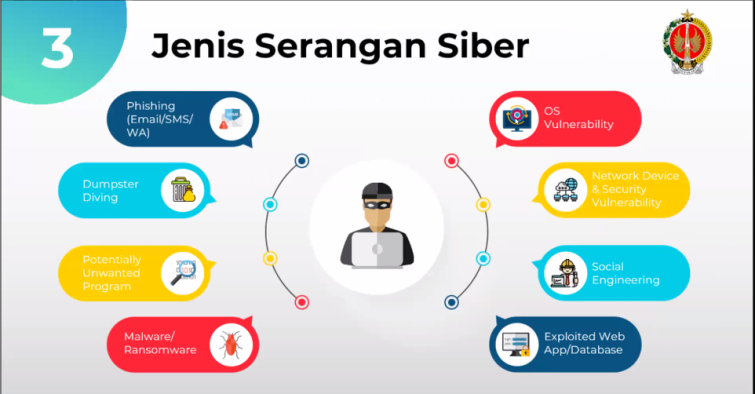 3
Jenis Serangan Siber
Phishing
(Email/SMS/
WA)
Dumpster
Diving
Potentially
Unwanted
Program
Malware/
Ransomware
OS
Vulnerability
Network Device
& Security
Vulnerability
Social
Engineering
Exploited Web
App/Database